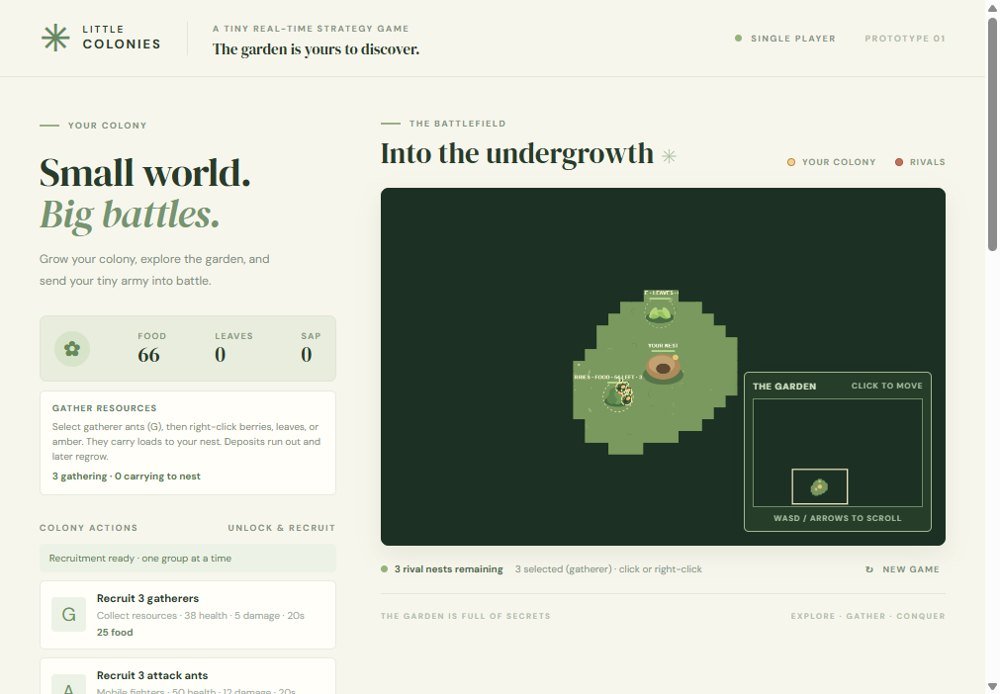 LITTLE
COLONIES
A TINY REAL-TIME STRATEGY GAME
The garden is yours to discover.
SINGLE PLAYER
PROTOTYPE 01
YOUR COLONY
Small world.
Big battles.
Grow your colony, explore the garden, and
send your tiny army into battle.
FOOD
66
LEAVES
0
SAP
0
GATHER RESOURCES
Select gatherer ants (G), then right-click berries, leaves, or
amber. They carry loads to your nest. Deposits run out and
later regrow.
3 gathering · 0 carrying to nest
COLONY ACTIONS
UNLOCK & RECRUIT
Recruitment ready · one group at a time
G
Recruit 3 gatherers
Collect resources · 38 health · 5 damage · 20s
25 food
A
Recruit 3 attack ants
Mobile fighters · 50 health · 12 damage · 20s
THE BATTLEFIELD
Into the undergrowth
YOUR COLONY
RIVALS
YOUR NEST
THE GARDEN
CLICK TO MOVE
WASD / ARROWS TO SCROLL
3 rival nests remaining
3 selected (gatherer) · click or right-click
↻ NEW GAME
THE GARDEN IS FULL OF SECRETS
EXPLORE · GATHER · CONQUER